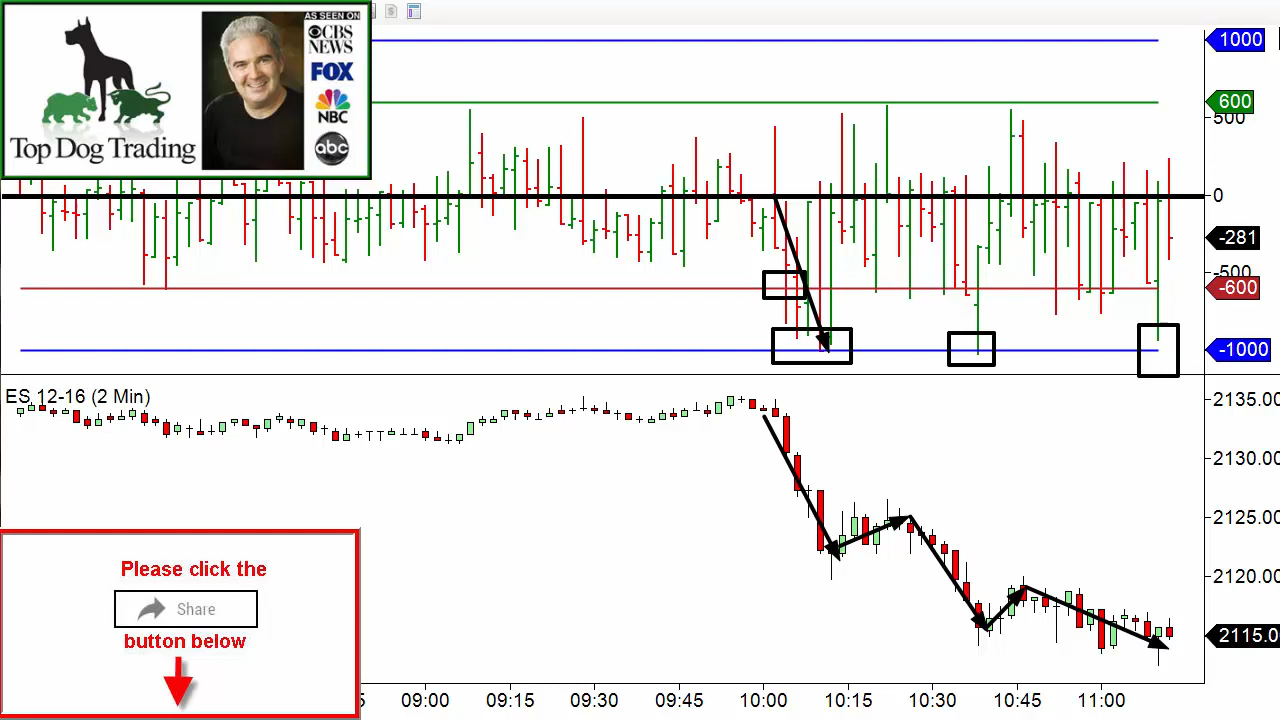 AS SEEN ON
CBS
NEWS
FOX
NBC
abc
Top Dog Trading
1000
600
500
0
-281
-500
-600
-1000
ES 12-16 (2 Min)
2135.00
2130.00
2125.00
2120.00
2115.0
Please click the
Share
button below
09:00
09:15
09:30
09:45
10:00
10:15
10:30
10:45
11:00